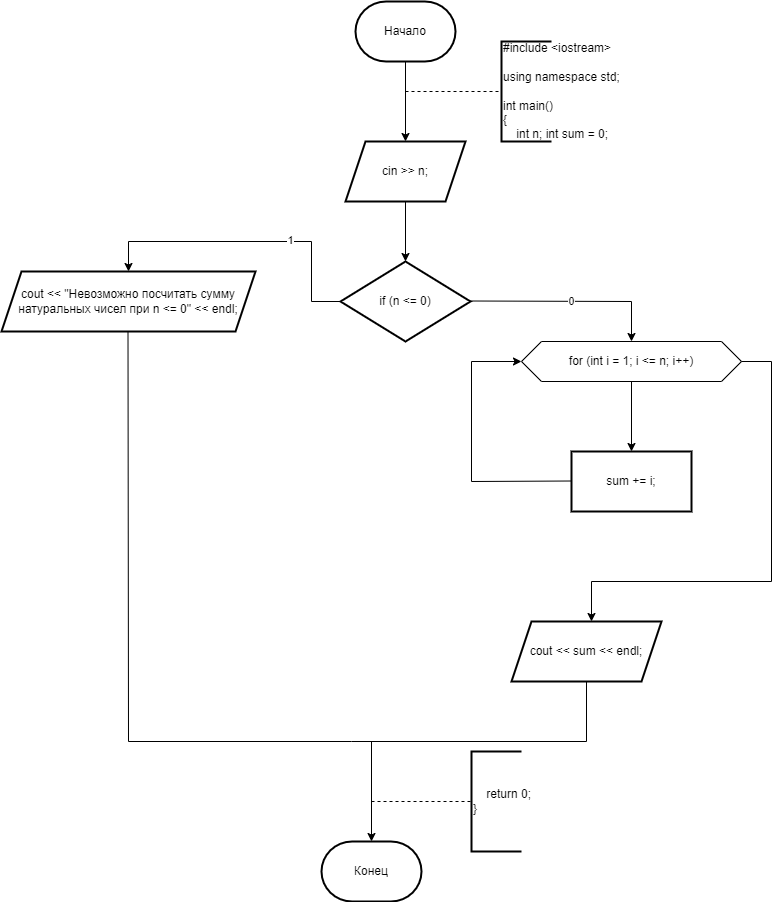 Начало
#include <iostream>
using namespace std;
int main()
{
int n; int sum = 0;
cin >> n;
1
if (n <= 0)
0
cout << "Невозможно посчитать сумму
натуральных чисел при n <= 0" << endl;
for (int i = 1; i <= n; i++)
sum += i;
cout << sum << endl;
return 0;
}
Конец